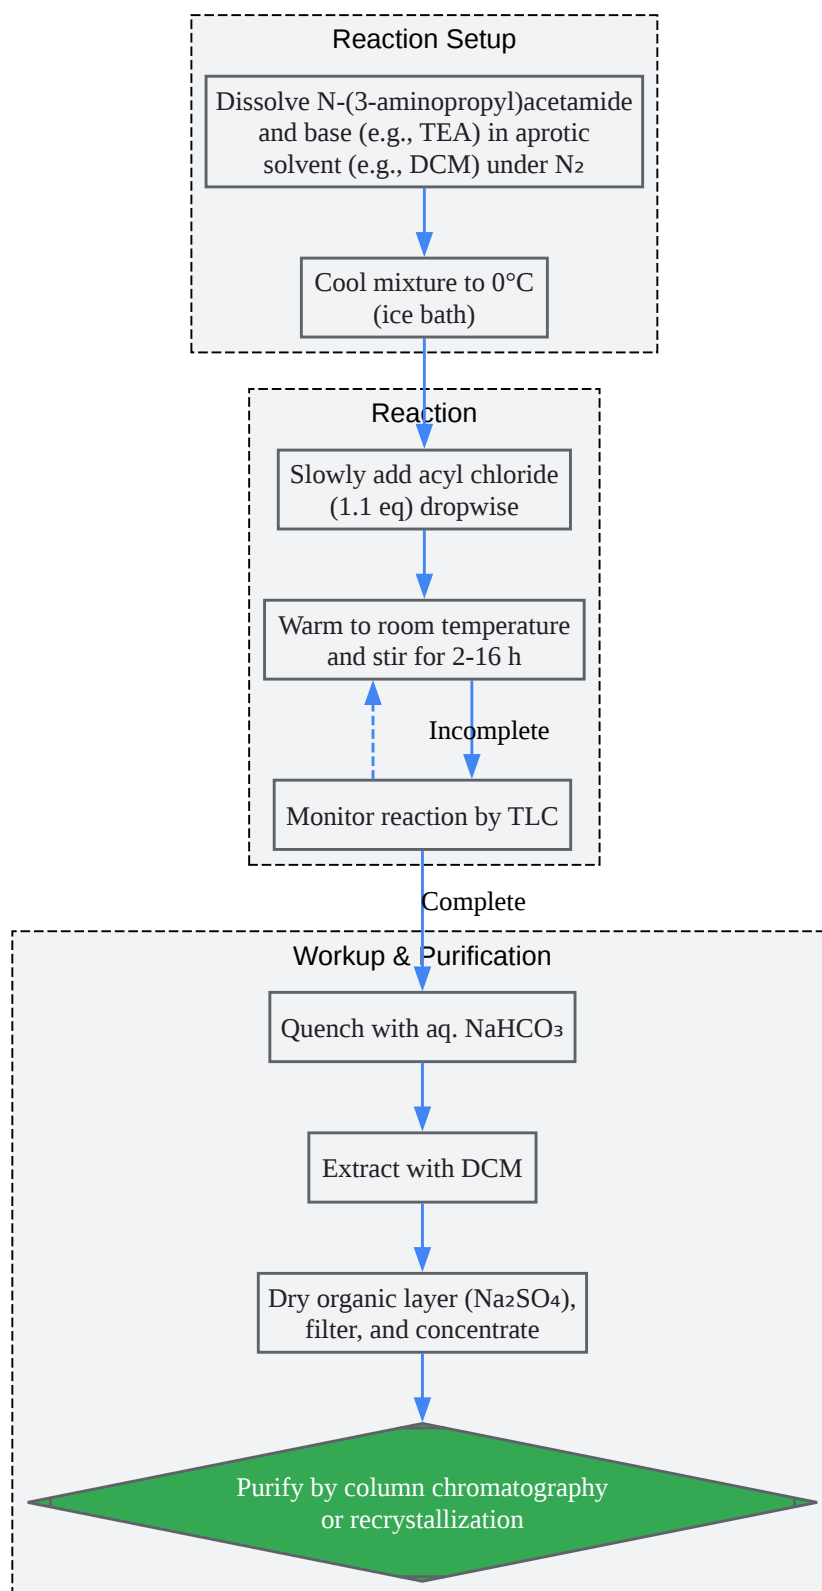 Reaction Setup
Dissolve N-(3-aminopropyl)acetamide
and base (e.g., TEA) in aprotic
solvent (e.g., DCM) under N₂
Cool mixture to 0°C
(ice bath)
Reaction
Slowly add acyl chloride
(1.1 eq) dropwise
Warm to room temperature
and stir for 2-16 h
Incomplete
Monitor reaction by TLC
Complete
Workup & Purification
Quench with aq. NaHCO₃
Extract with DCM
Dry organic layer (Na₂SO₄),
filter, and concentrate
Purify by column chromatography
or recrystallization